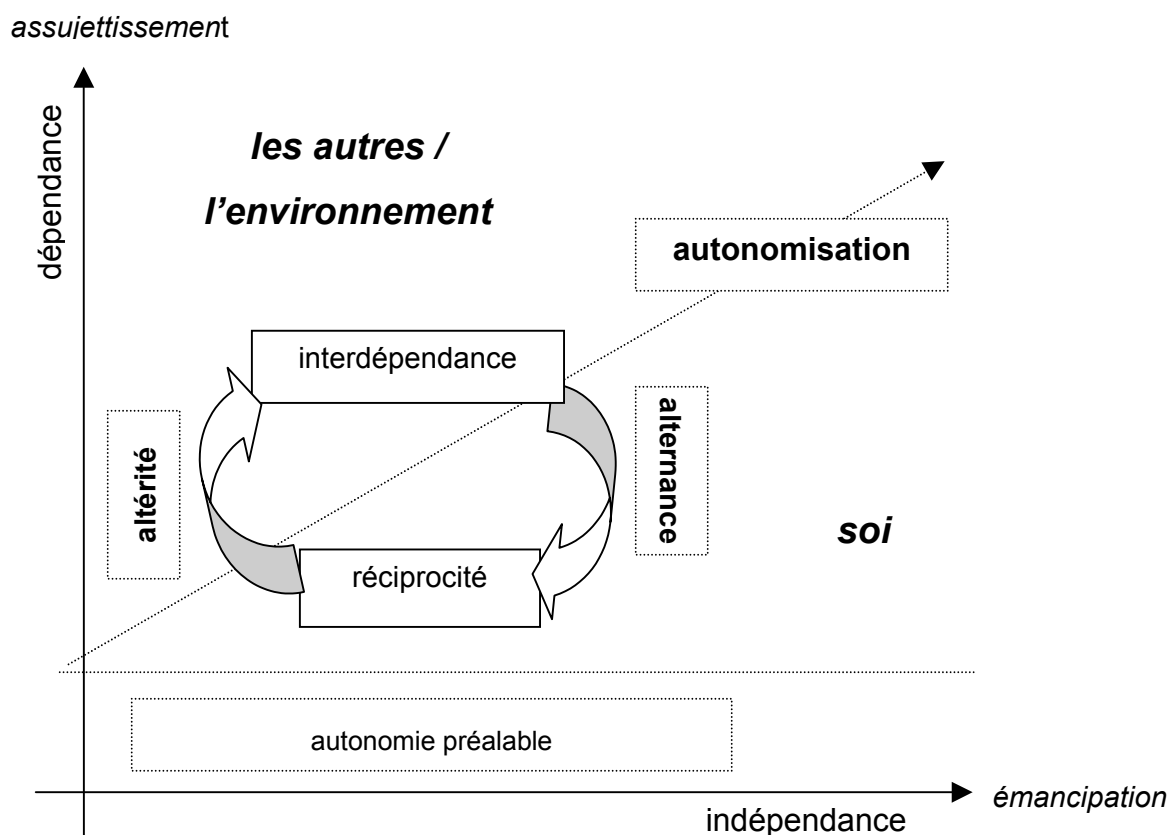 assujettissement
dépendance
les autres /
l’environnement
autonomisation
interdépendance
altérité
alternance
soi
réciprocité
autonomie préalable
émancipation
indépendance